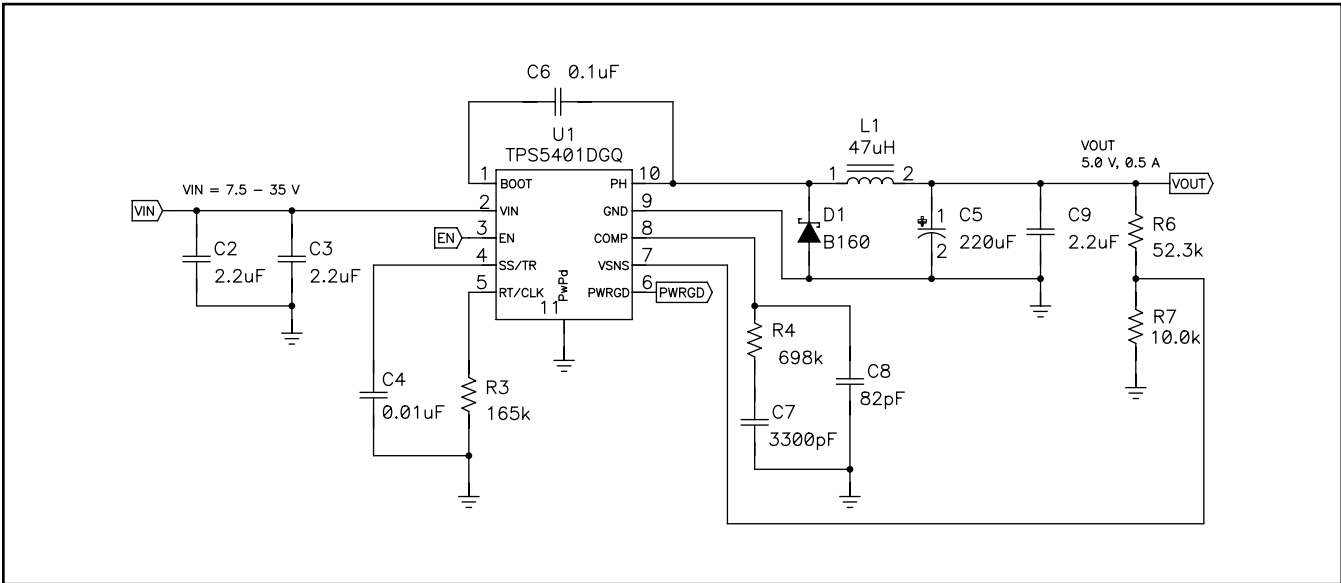 C6 0.1uF
U1
TPS5401DGQ
L1
47uH
VOUT
5.0 V, 0.5 A
VIN = 7.5 – 35 V
1 BOOT PH 10
1 2
VOUT
VIN
2 VIN GND 9
EN
3 EN COMP 8
4 SS/TR VSNS 7
5 RT/CLK PWRGD 6
PWRGD
PwPd
11
C2
2.2uF
C3
2.2uF
D1
B160
1
2
C5
220uF
C9
2.2uF
R6
52.3k
R7
10.0k
C4
0.01uF
R3
165k
R4
698k
C7
3300pF
C8
82pF